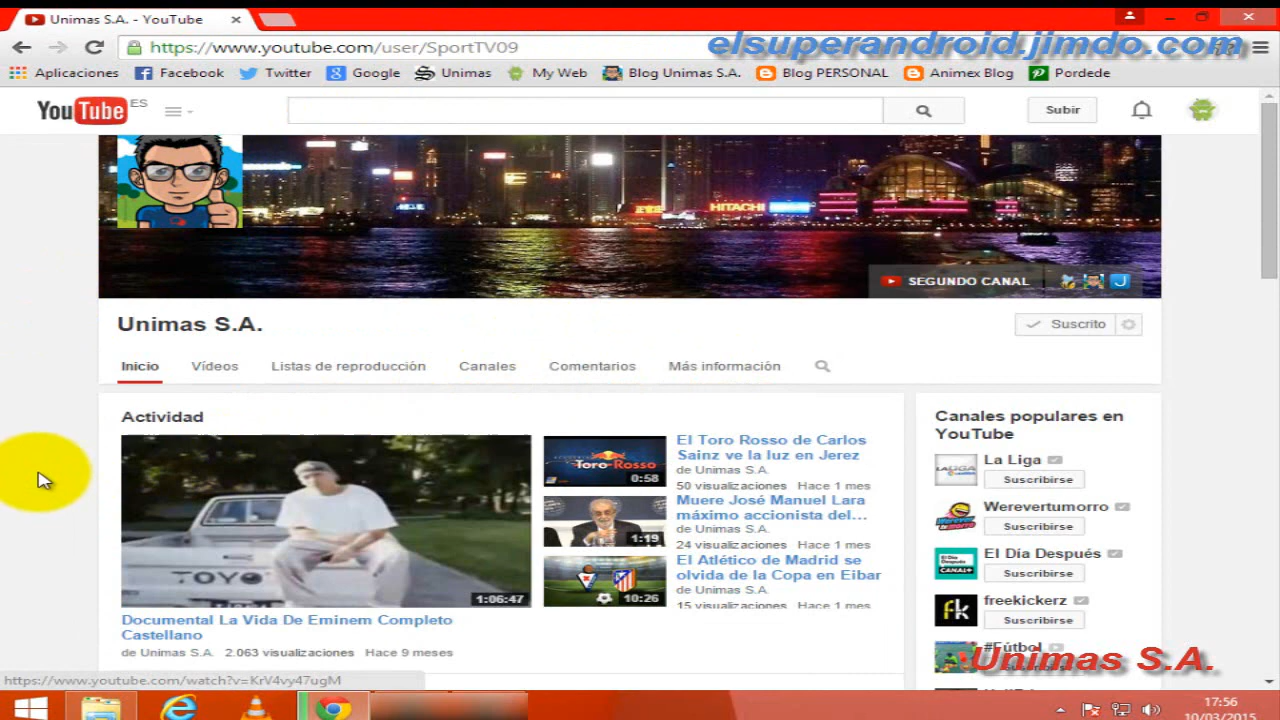 Unimas S.A. - YouTube
https://www.youtube.com/user/SportTV09
elsuperandroid.jimdo.com
Aplicaciones Facebook Twitter Google Unimas My Web Blog Unimas S.A. Blog PERSONAL Animex Blog Pordede
YouTube ES
Subir
HITACHI
SEGUNDO CANAL
Unimas S.A.
Suscrito
Inicio Vídeos Listas de reproducción Canales Comentarios Más información
Actividad
TOYO
1:06:47
Documental La Vida De Eminem Completo
Castellano
de Unimas S.A. 2.063 visualizaciones Hace 9 meses
Toro Rosso
0:58
El Toro Rosso de Carlos
Sainz ve la luz en Jerez
de Unimas S.A.
50 visualizaciones Hace 1 mes
1:19
Muere José Manuel Lara
máximo accionista del...
de Unimas S.A.
24 visualizaciones Hace 1 mes
10:26
El Atlético de Madrid se
olvida de la Copa en Eibar
de Unimas S.A.
15 visualizaciones Hace 1 mes
Canales populares en
YouTube
La Liga
Suscribirse
Werevertumorro
Suscribirse
El Día Después
CANAL+
Suscribirse
fk
freekickerz
Suscribirse
#Fútbol
Unimas S.A.
https://www.youtube.com/watch?v=KrV4vy47ugM
17:56
10/03/2015